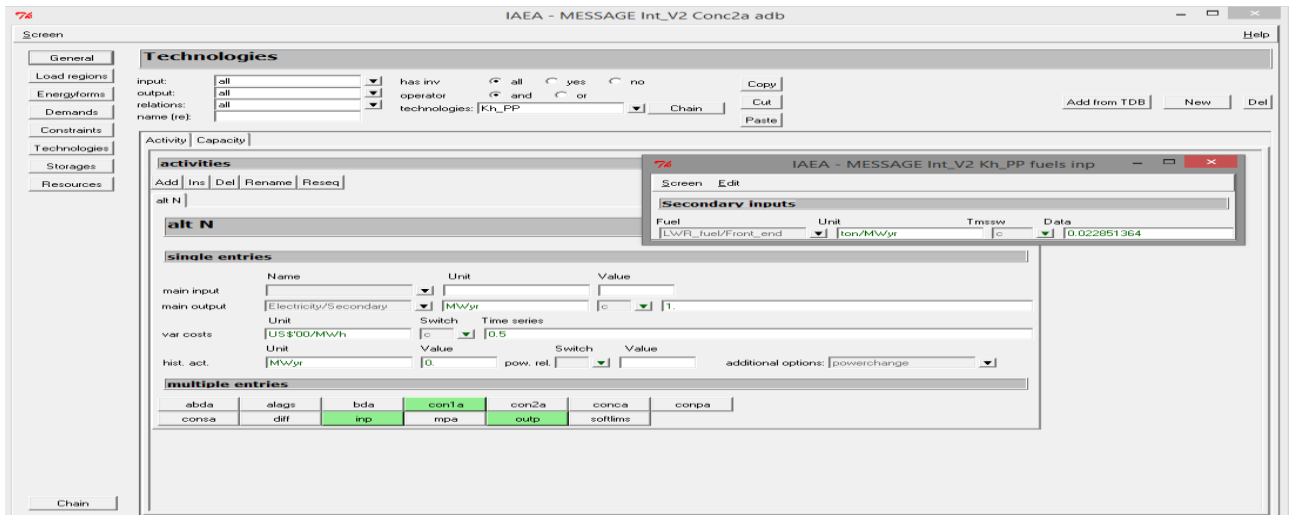 IAEA - MESSAGE Int_V2 Conc2a adb
Screen Help
General Technologies
Load regions input: all has inv all yes no Copy
Energyforms output: all operator and or Cut Add from TDB New Del
Demands relations: all technologies: Kh_PP Chain
Constraints name (re): Paste
Technologies Activity Capacity
Storages activities IAEA - MESSAGE Int_V2 Kh_PP fuels inp
Resources Add Ins Del Rename Reseq Screen Edit
alt N Secondary inputs
alt N Fuel Unit Tmssw Data
LWR_fuel/Front_end ton/MWyr c 0.022851364
single entries
Name Unit Value
main input
main output Electricity/Secondary MWyr c 1.
Unit Switch Time series
var costs US$'00/MWh c 0.5
Unit Value Switch Value
hist. act. MWyr 0. pow. rel. additional options: powerchange
multiple entries
abda alags bda con1a con2a conca conpa
consa diff inp mpa outp softlims
Chain